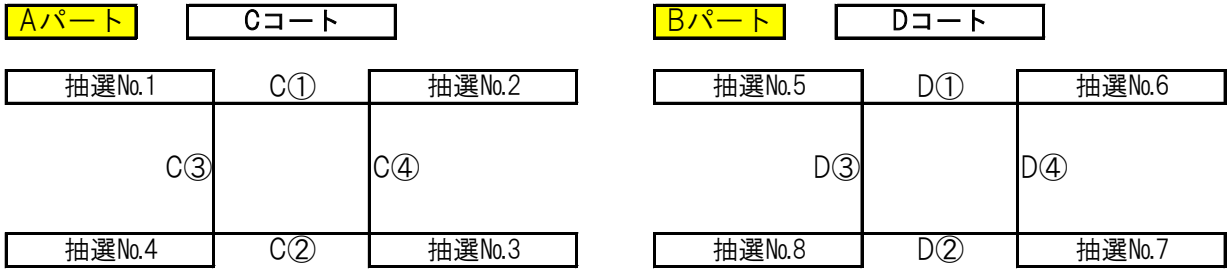 Aパート Cコート Bパート Dコート
抽選№1 C① 抽選№2 抽選№5 D① 抽選№6
C③ C④ D③ D④
抽選№4 C② 抽選№3 抽選№8 D② 抽選№7